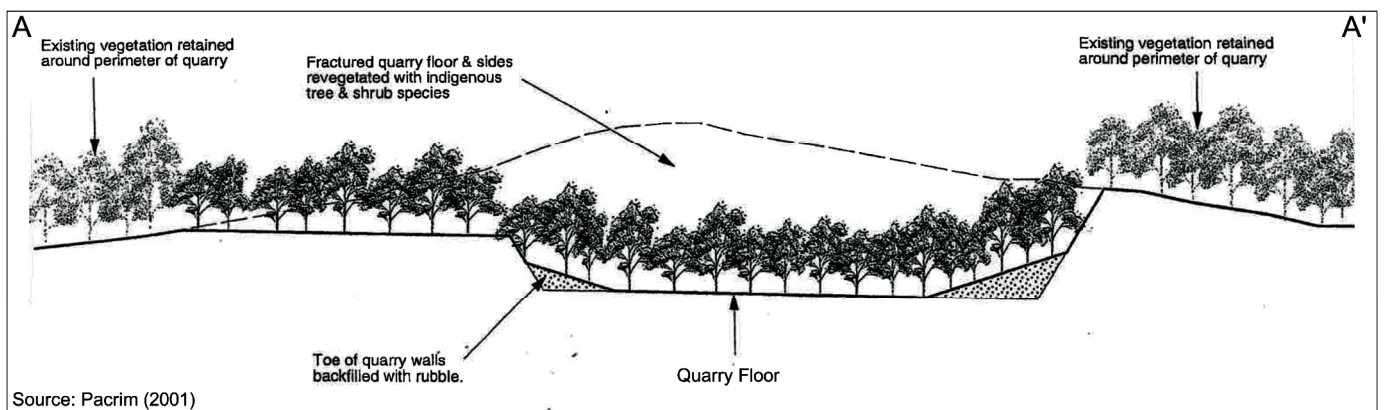 A
A'
Existing vegetation retained
around perimeter of quarry
Fractured quarry floor & sides
revegetated with indigenous
tree & shrub species
Existing vegetation retained
around perimeter of quarry
Toe of quarry walls
backfilled with rubble.
Quarry Floor
Source: Pacrim (2001)